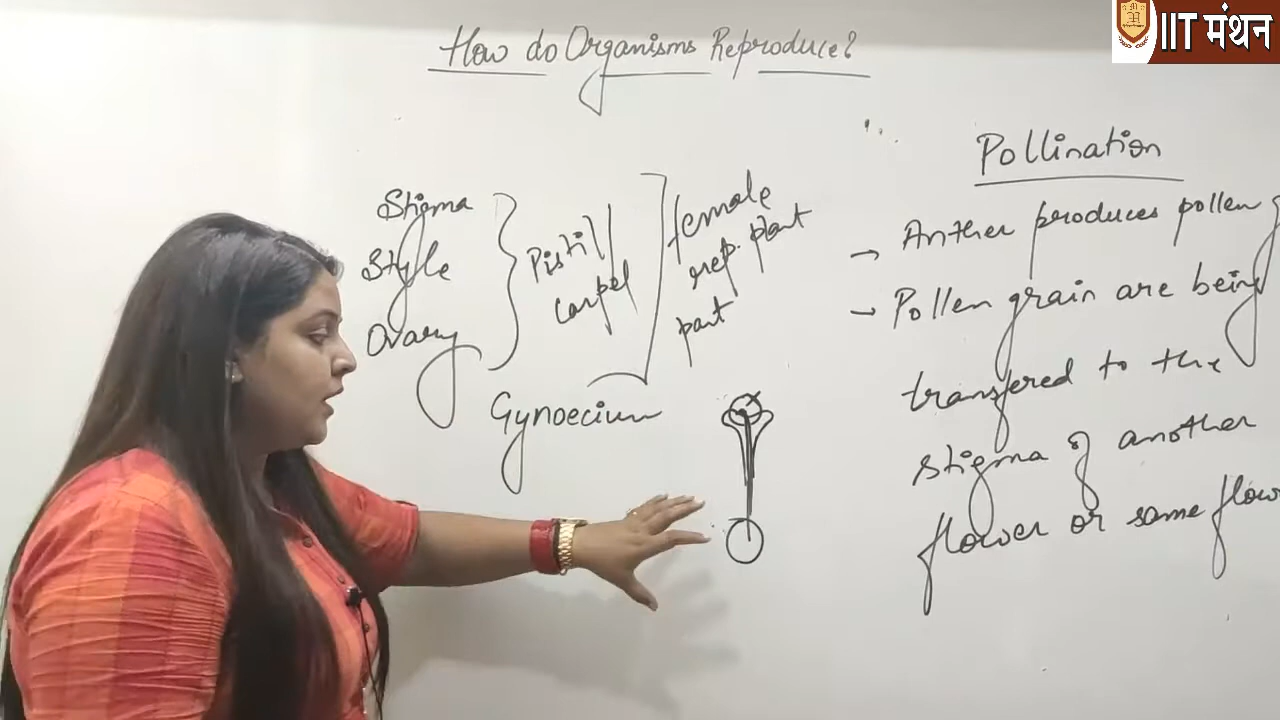 How do Organisms Reproduce?
IIT मंथन
Stigma
Style
Ovary
Pistil/
carpel
female
rep. plant
part
Gynoecium
Pollination
→ Anther produces pollen g
→ Pollen grain are being
transfered to the
stigma of another
flower or same flow